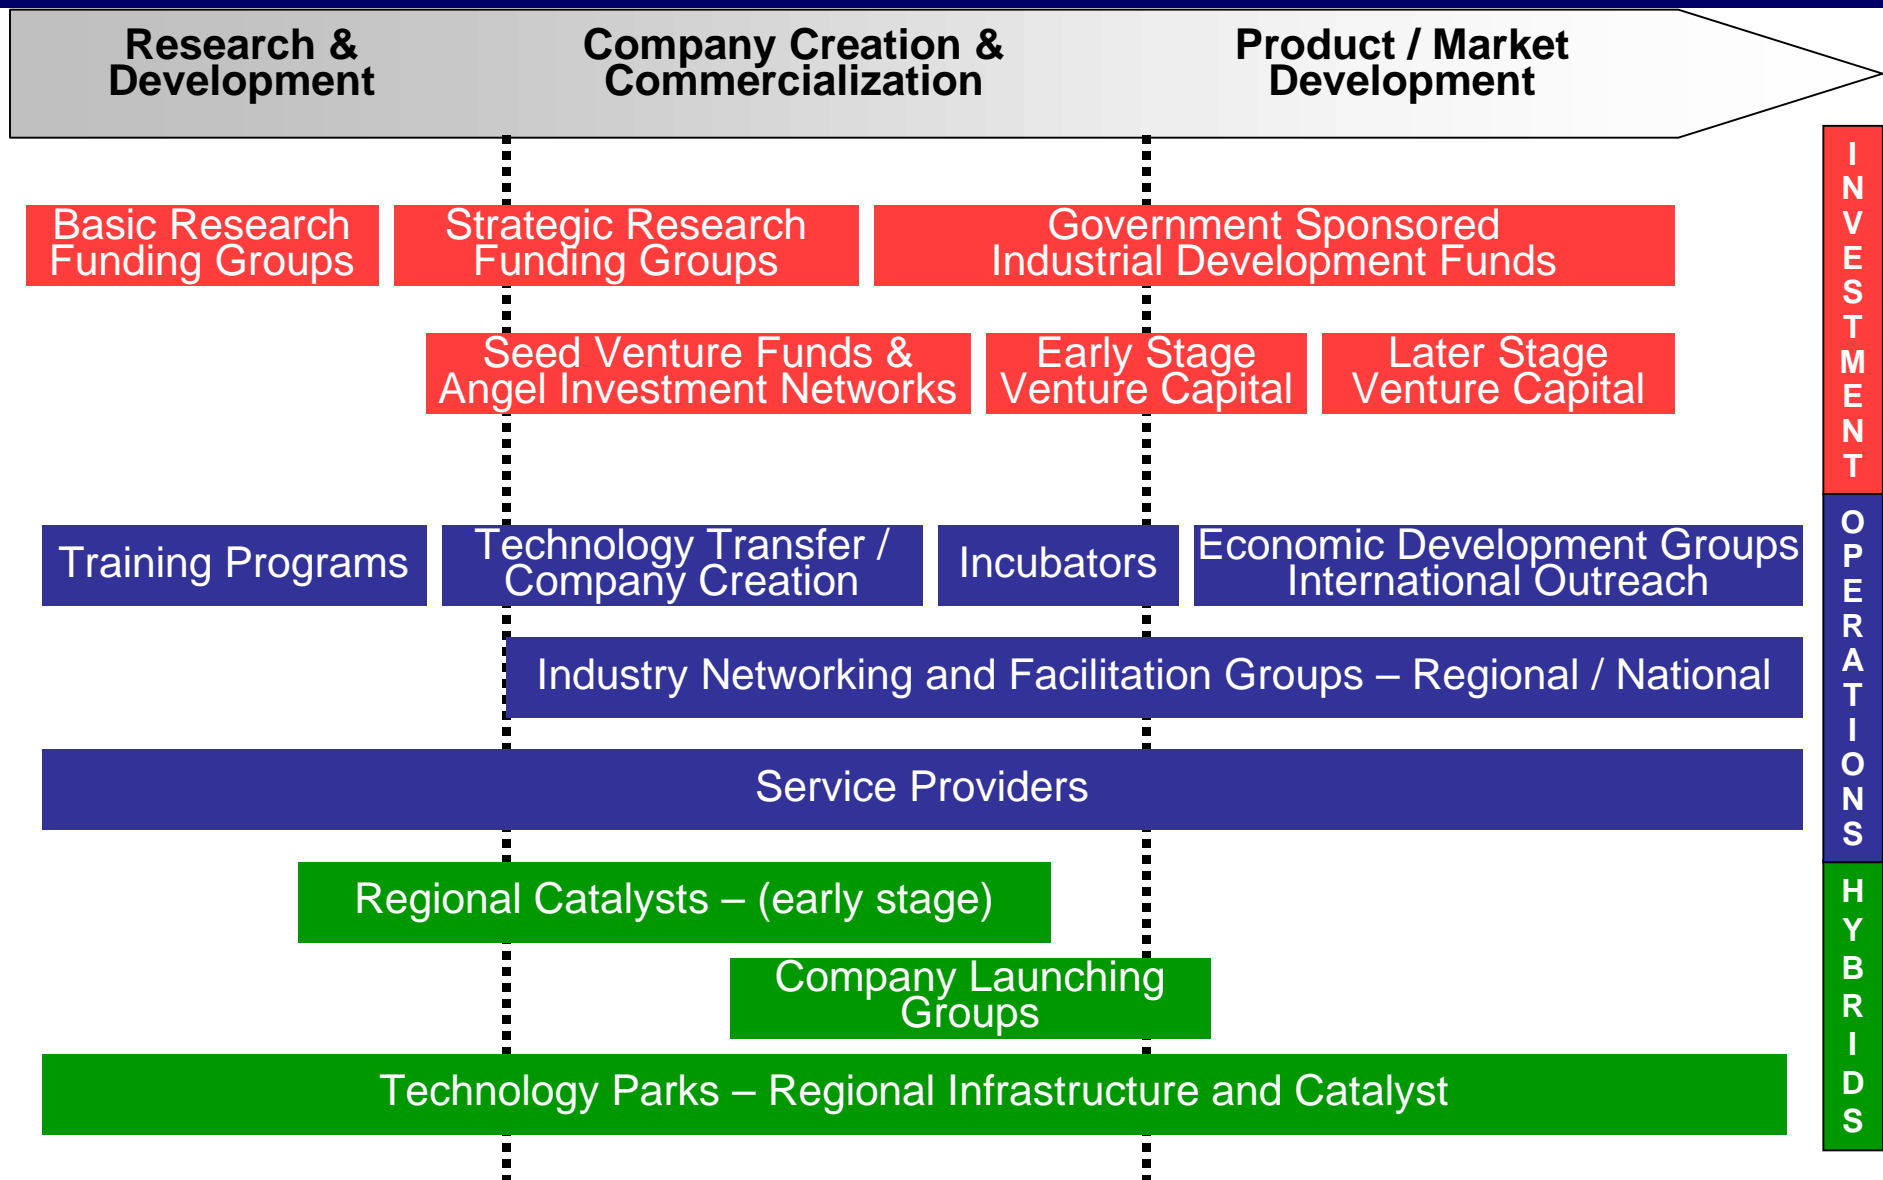 Research &
Development
Company Creation &
Commercialization
Product / Market
Development
Basic Research
Funding Groups
Strategic Research
Funding Groups
Government Sponsored
Industrial Development Funds
Seed Venture Funds &
Angel Investment Networks
Early Stage
Venture Capital
Later Stage
Venture Capital
INVESTMENT
Training Programs
Technology Transfer /
Company Creation
Incubators
Economic Development Groups
International Outreach
Industry Networking and Facilitation Groups – Regional / National
Service Providers
OPERATIONS
Regional Catalysts – (early stage)
Company Launching
Groups
Technology Parks – Regional Infrastructure and Catalyst
HYBRIDS